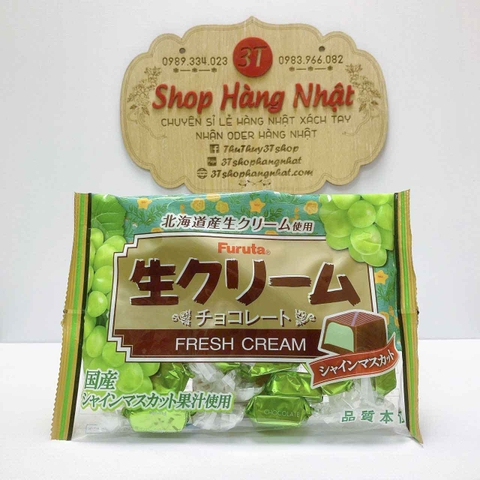 0989.334.023 3T 0983.966.082
Shop Hàng Nhật
CHUYÊN SỈ LẺ HÀNG NHẬT XÁCH TAY
NHẬN ODER HÀNG NHẬT
ThuThuy3Tshop
3Tshophangnhat
3Tshophangnhat.com
北海道産生クリーム使用
Furuta
生クリーム
チョコレート
FRESH CREAM
シャインマスカット
国産
シャインマスカット果汁使用
CHOCOLATE
品質本